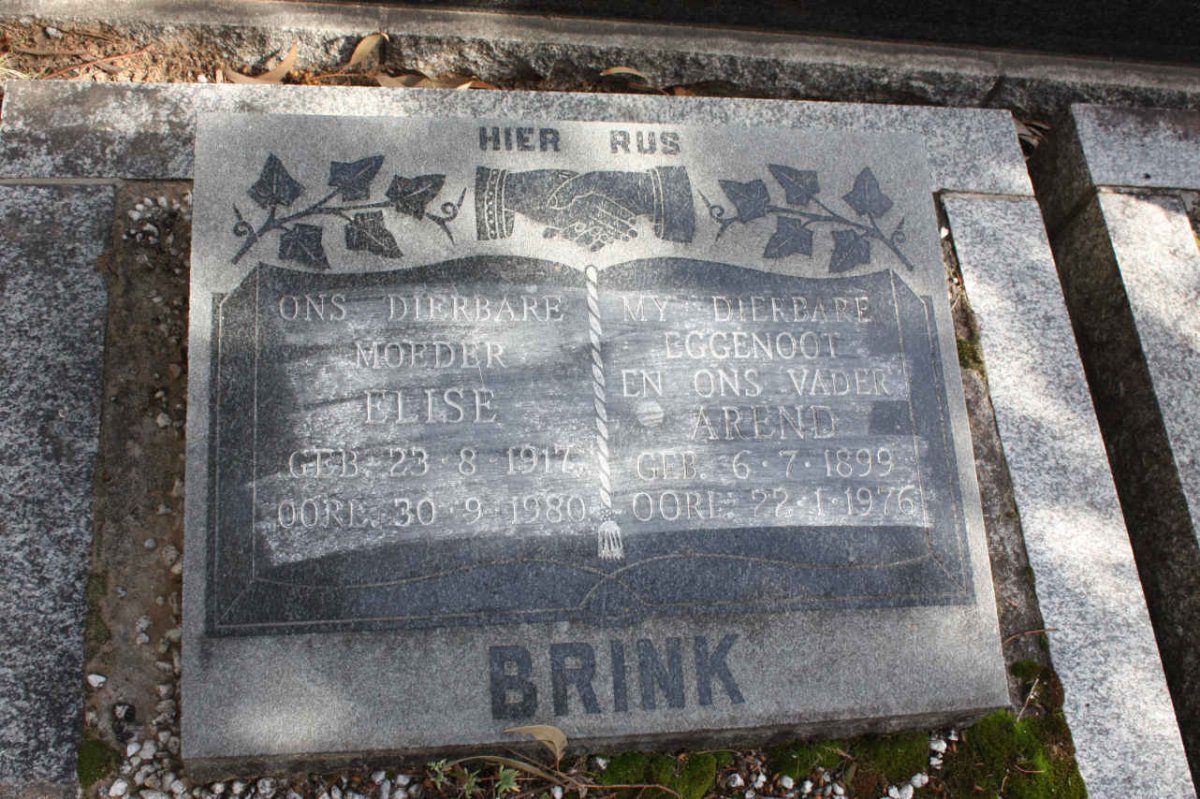 HIER RUS
ONS DIERBARE
MOEDER
ELISE
GEB. 23·8·1917
OORL. 30·9·1980
MY DIERBARE
EGGENOOT
EN ONS VADER
AREND
GEB. 6·7·1899
OORL. 22·1·1976
BRINK